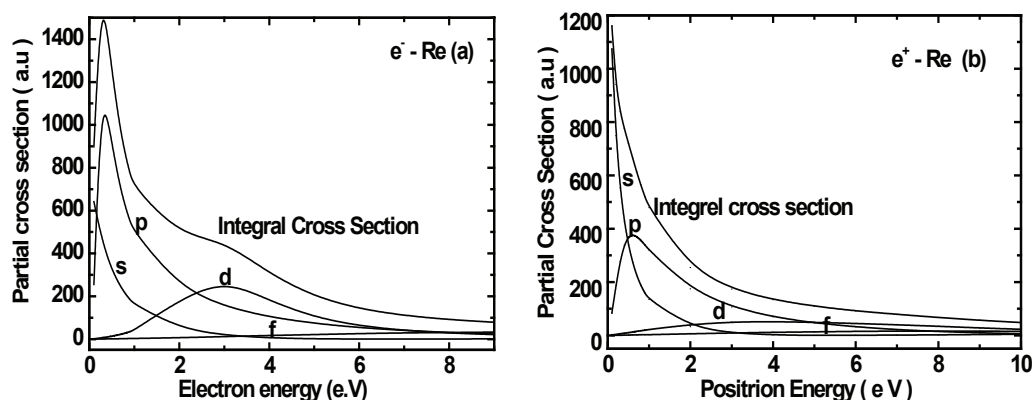 e- - Re (a)
Partial cross section ( a.u )
1400
1200
1000
800
600
400
200
0
p
s
Integral Cross Section
d
f
0 2 4 6 8
Electron energy (e.V)
e+ - Re (b)
Partial Cross Section ( a.u )
1200
1000
800
600
400
200
0
s
Integrel cross section
p
d
f
0 2 4 6 8 10
Positrion Energy ( e V )